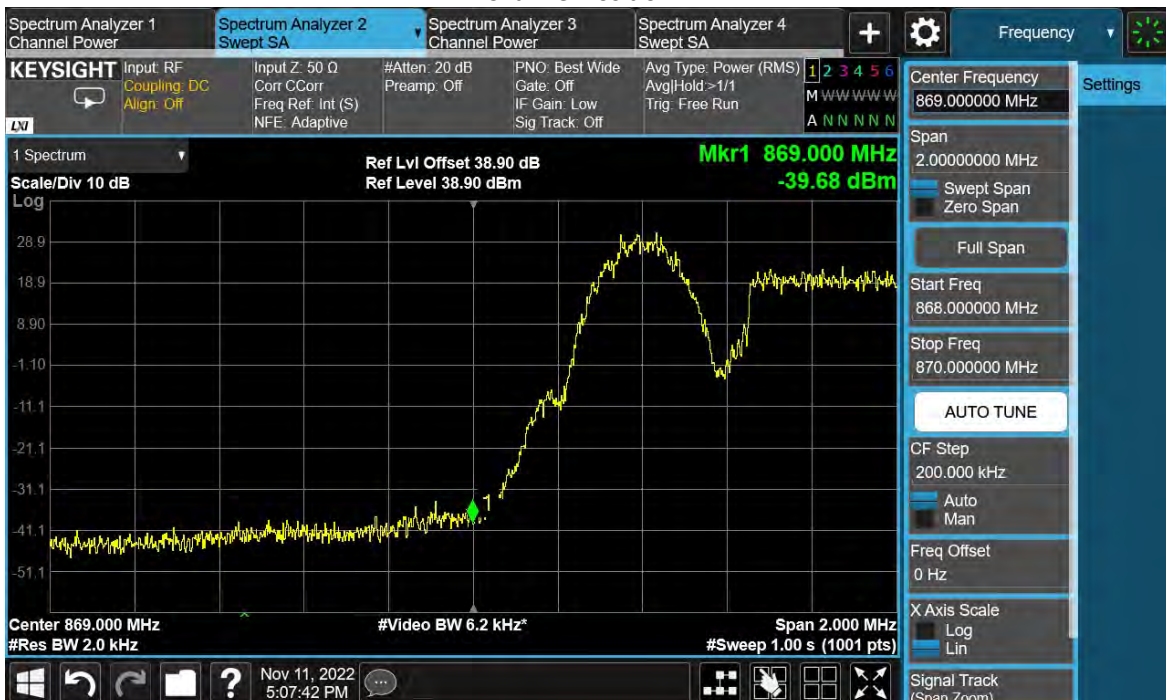 Spectrum Analyzer 1
Channel Power
Spectrum Analyzer 2
Swept SA
Spectrum Analyzer 3
Channel Power
Spectrum Analyzer 4
Swept SA
+
Frequency
KEYSIGHT
LXI
Input: RF
Coupling: DC
Align: Off
Input Z: 50 Ω
Corr CCorr
Freq Ref: Int (S)
NFE: Adaptive
#Atten: 20 dB
Preamp: Off
PNO: Best Wide
Gate: Off
IF Gain: Low
Sig Track: Off
Avg Type: Power (RMS)
Avg|Hold:>1/1
Trig: Free Run
1 2 3 4 5 6
M W W W W W
A N N N N N
1 Spectrum
Scale/Div 10 dB
Log
Ref Lvl Offset 38.90 dB
Ref Level 38.90 dBm
Mkr1 869.000 MHz
-39.68 dBm
28.9
18.9
8.90
-1.10
-11.1
-21.1
-31.1
-41.1
-51.1
1
Center 869.000 MHz
#Res BW 2.0 kHz
#Video BW 6.2 kHz*
Span 2.000 MHz
#Sweep 1.00 s (1001 pts)
Nov 11, 2022
5:07:42 PM
?
Center Frequency
869.000000 MHz
Settings
Span
2.00000000 MHz
Swept Span
Zero Span
Full Span
Start Freq
868.000000 MHz
Stop Freq
870.000000 MHz
AUTO TUNE
CF Step
200.000 kHz
Auto
Man
Freq Offset
0 Hz
X Axis Scale
Log
Lin
Signal Track
(Span Zoom)